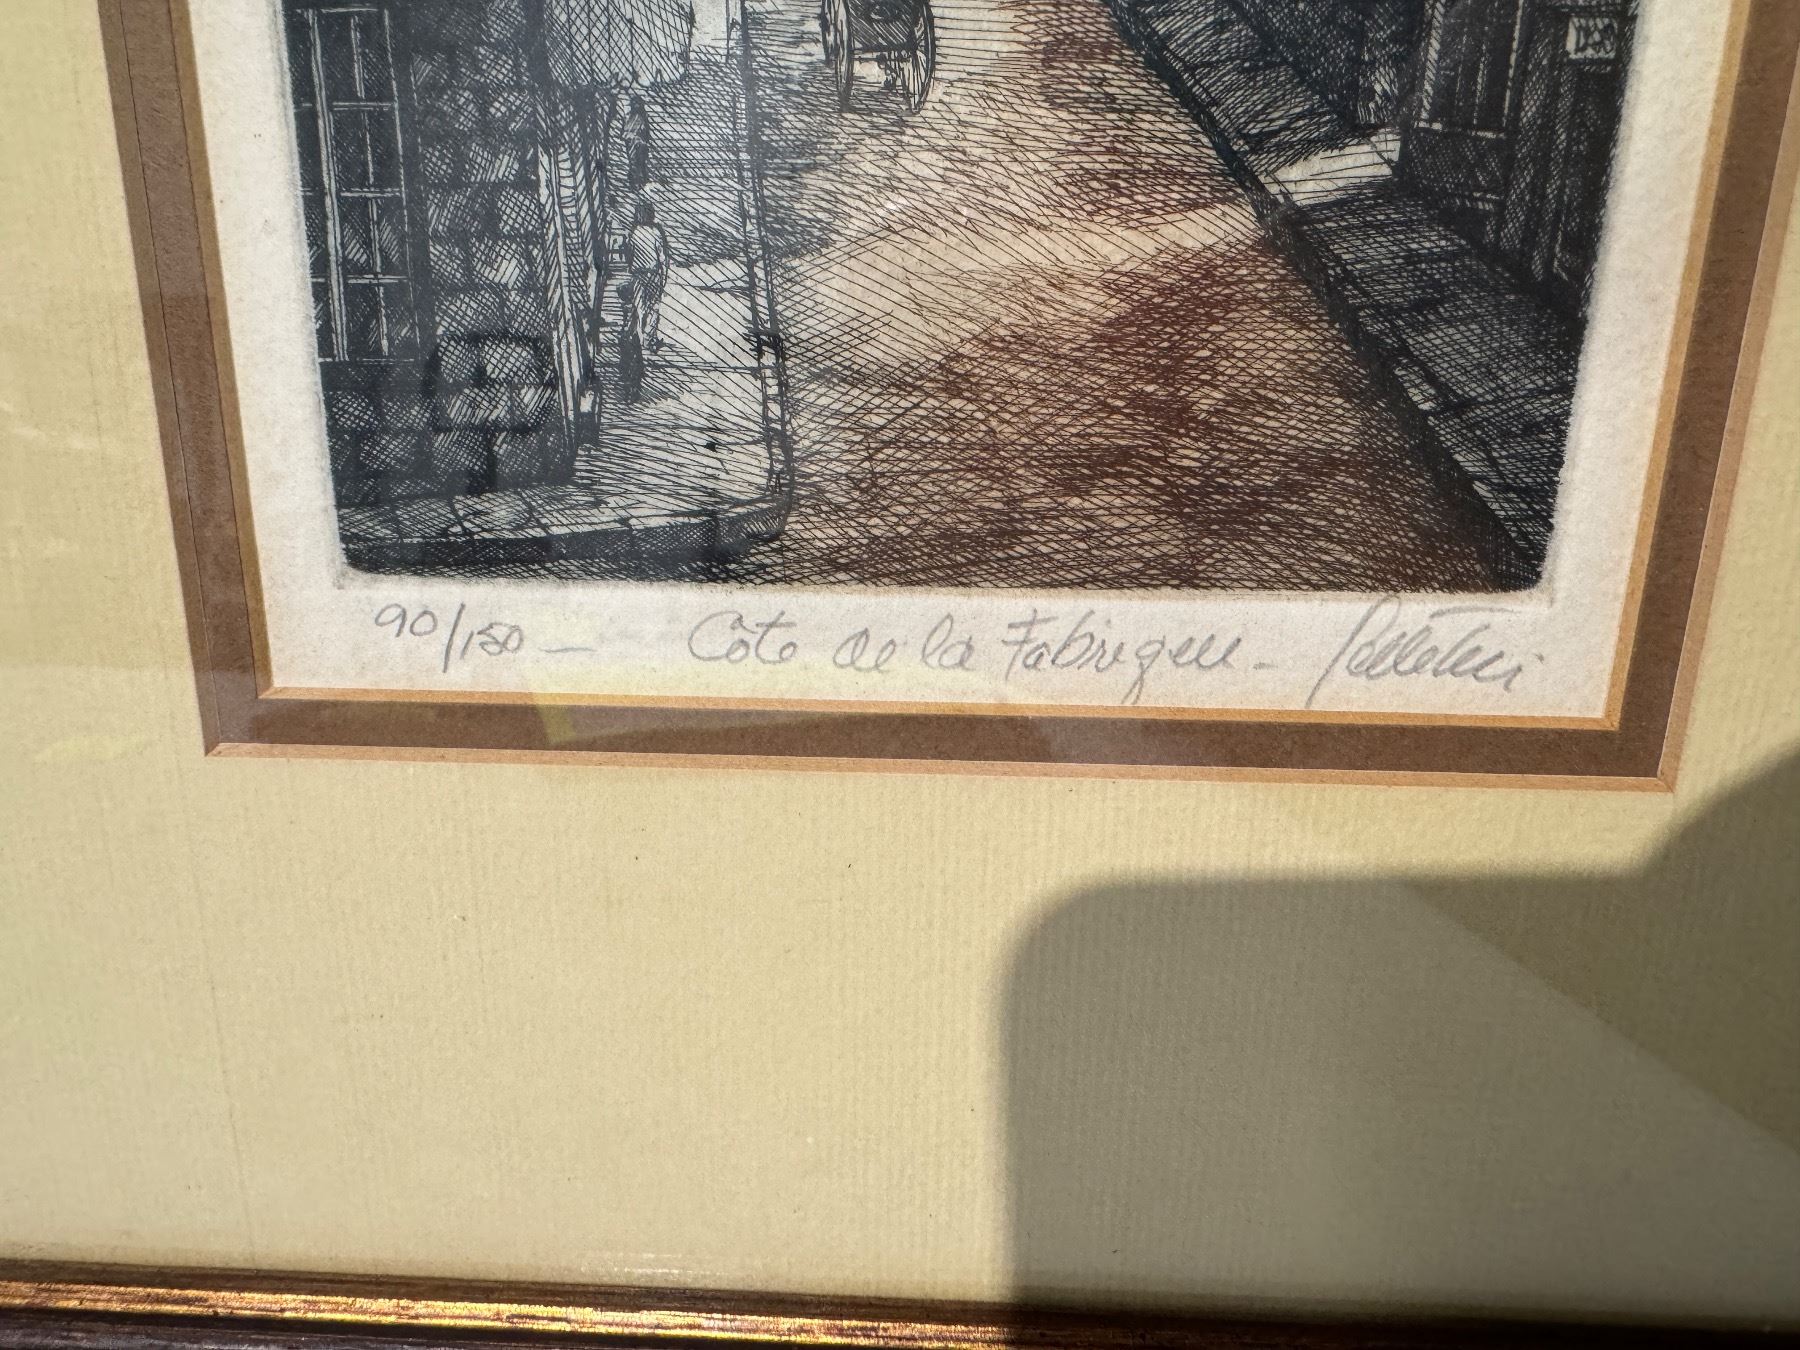 90/150 - Côte de la Fabrique -